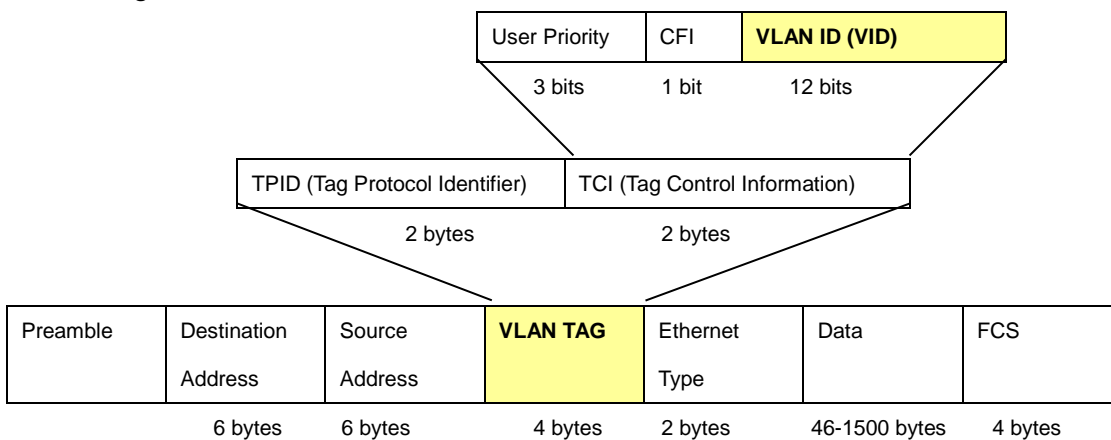 User Priority CFI VLAN ID (VID)
3 bits 1 bit 12 bits
TPID (Tag Protocol Identifier) TCI (Tag Control Information)
2 bytes 2 bytes
Preamble Destination Source VLAN TAG Ethernet Data FCS
Address Address Type
6 bytes 6 bytes 4 bytes 2 bytes 46-1500 bytes 4 bytes